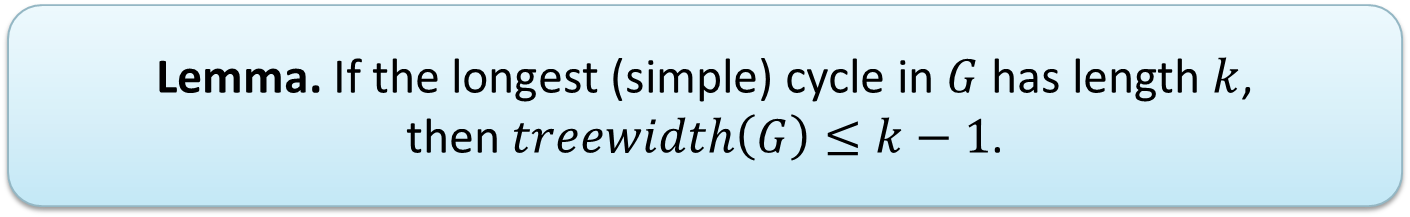 Lemma. If the longest (simple) cycle in 𝐺 has length 𝑘,
then 𝑡𝑟𝑒𝑒𝑤𝑖𝑑𝑡ℎ(𝐺) ≤ 𝑘 − 1.